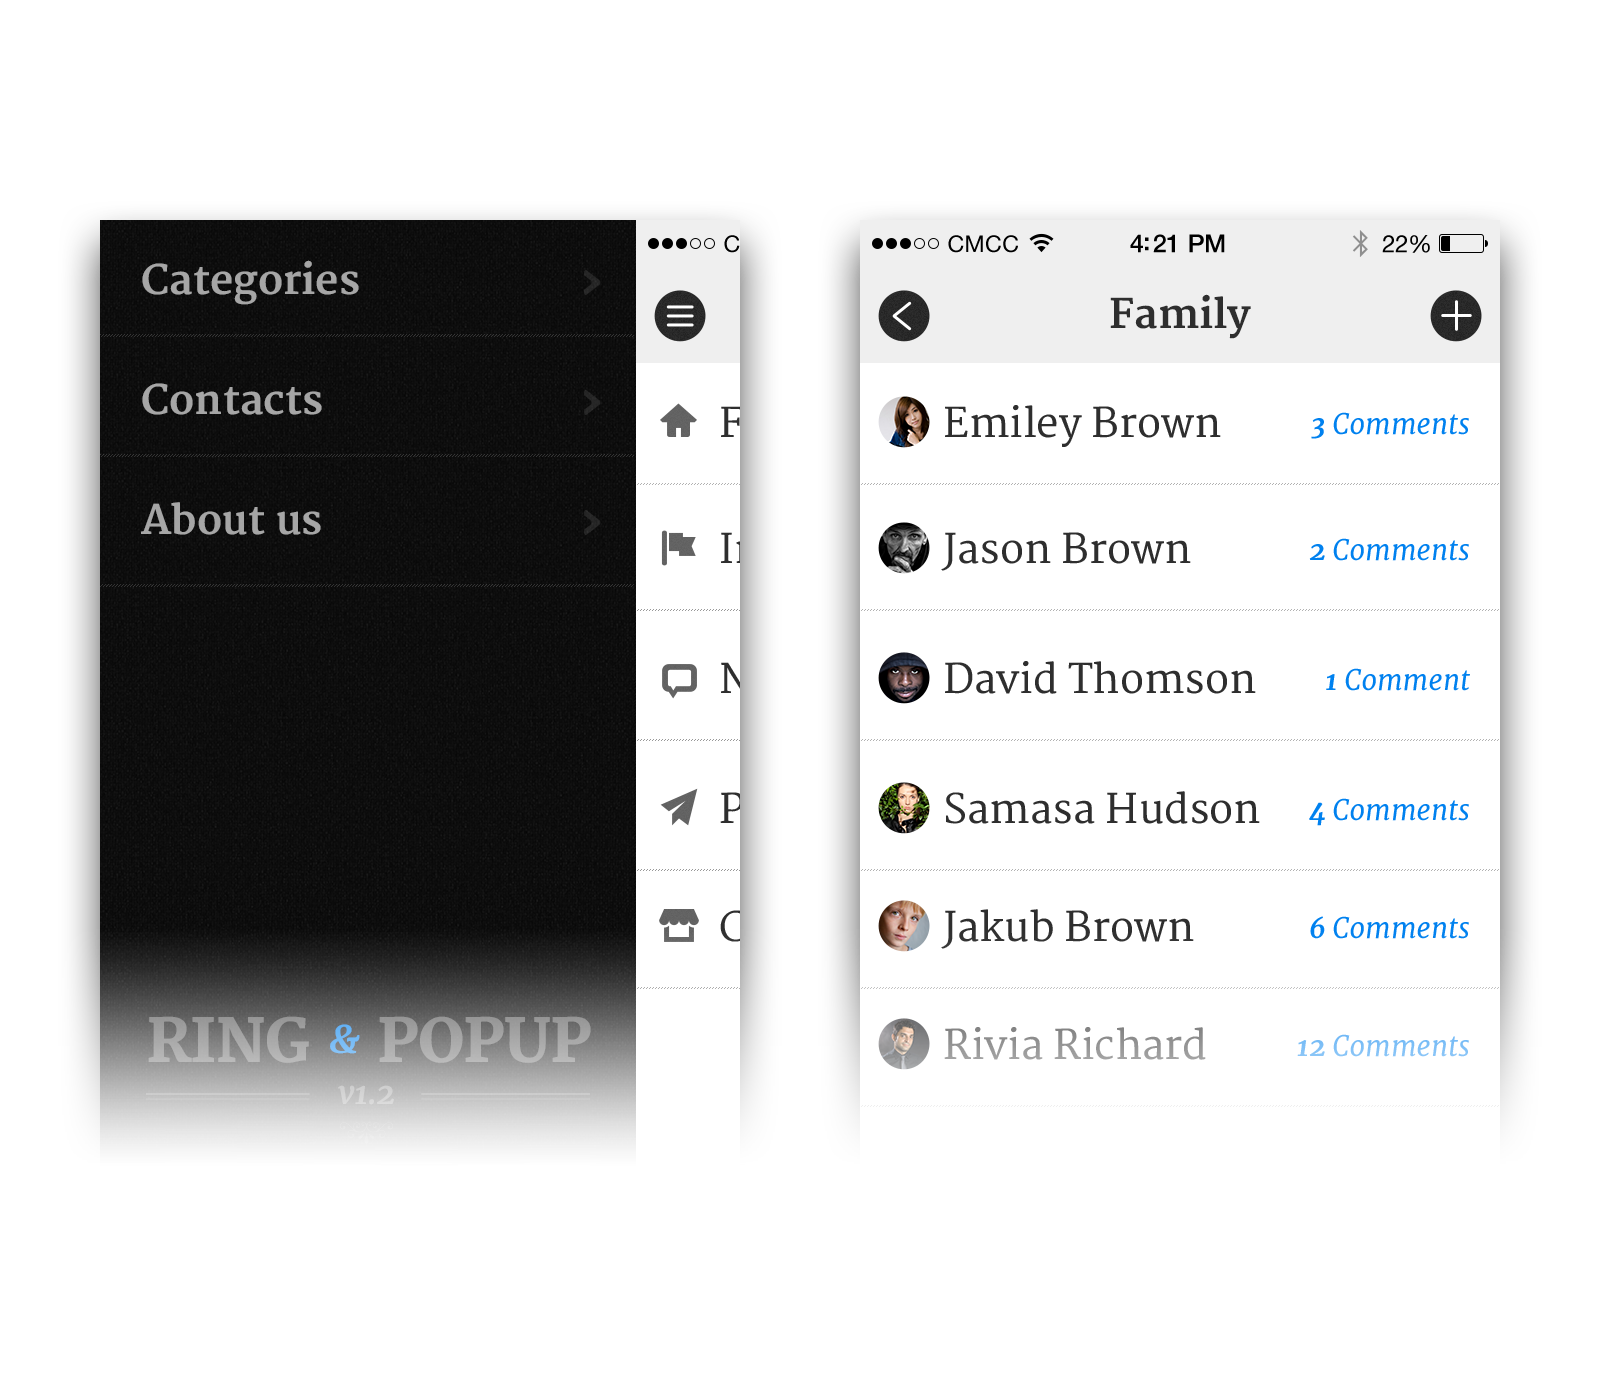 Categories
Contacts
About us
RING & POPUP
v1.2
C
F
N
P
C
CMCC 4:21 PM 22%
Family
Emiley Brown 3 Comments
Jason Brown 2 Comments
David Thomson 1 Comment
Samasa Hudson 4 Comments
Jakub Brown 6 Comments
Rivia Richard 12 Comments